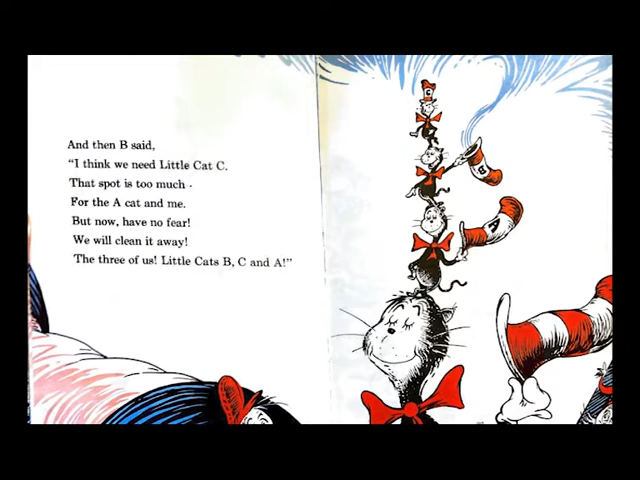 And then B said,
"I think we need Little Cat C.
That spot is too much
For the A cat and me.
But now, have no fear!
We will clean it away!
The three of us! Little Cats B, C and A!"
C
B
A